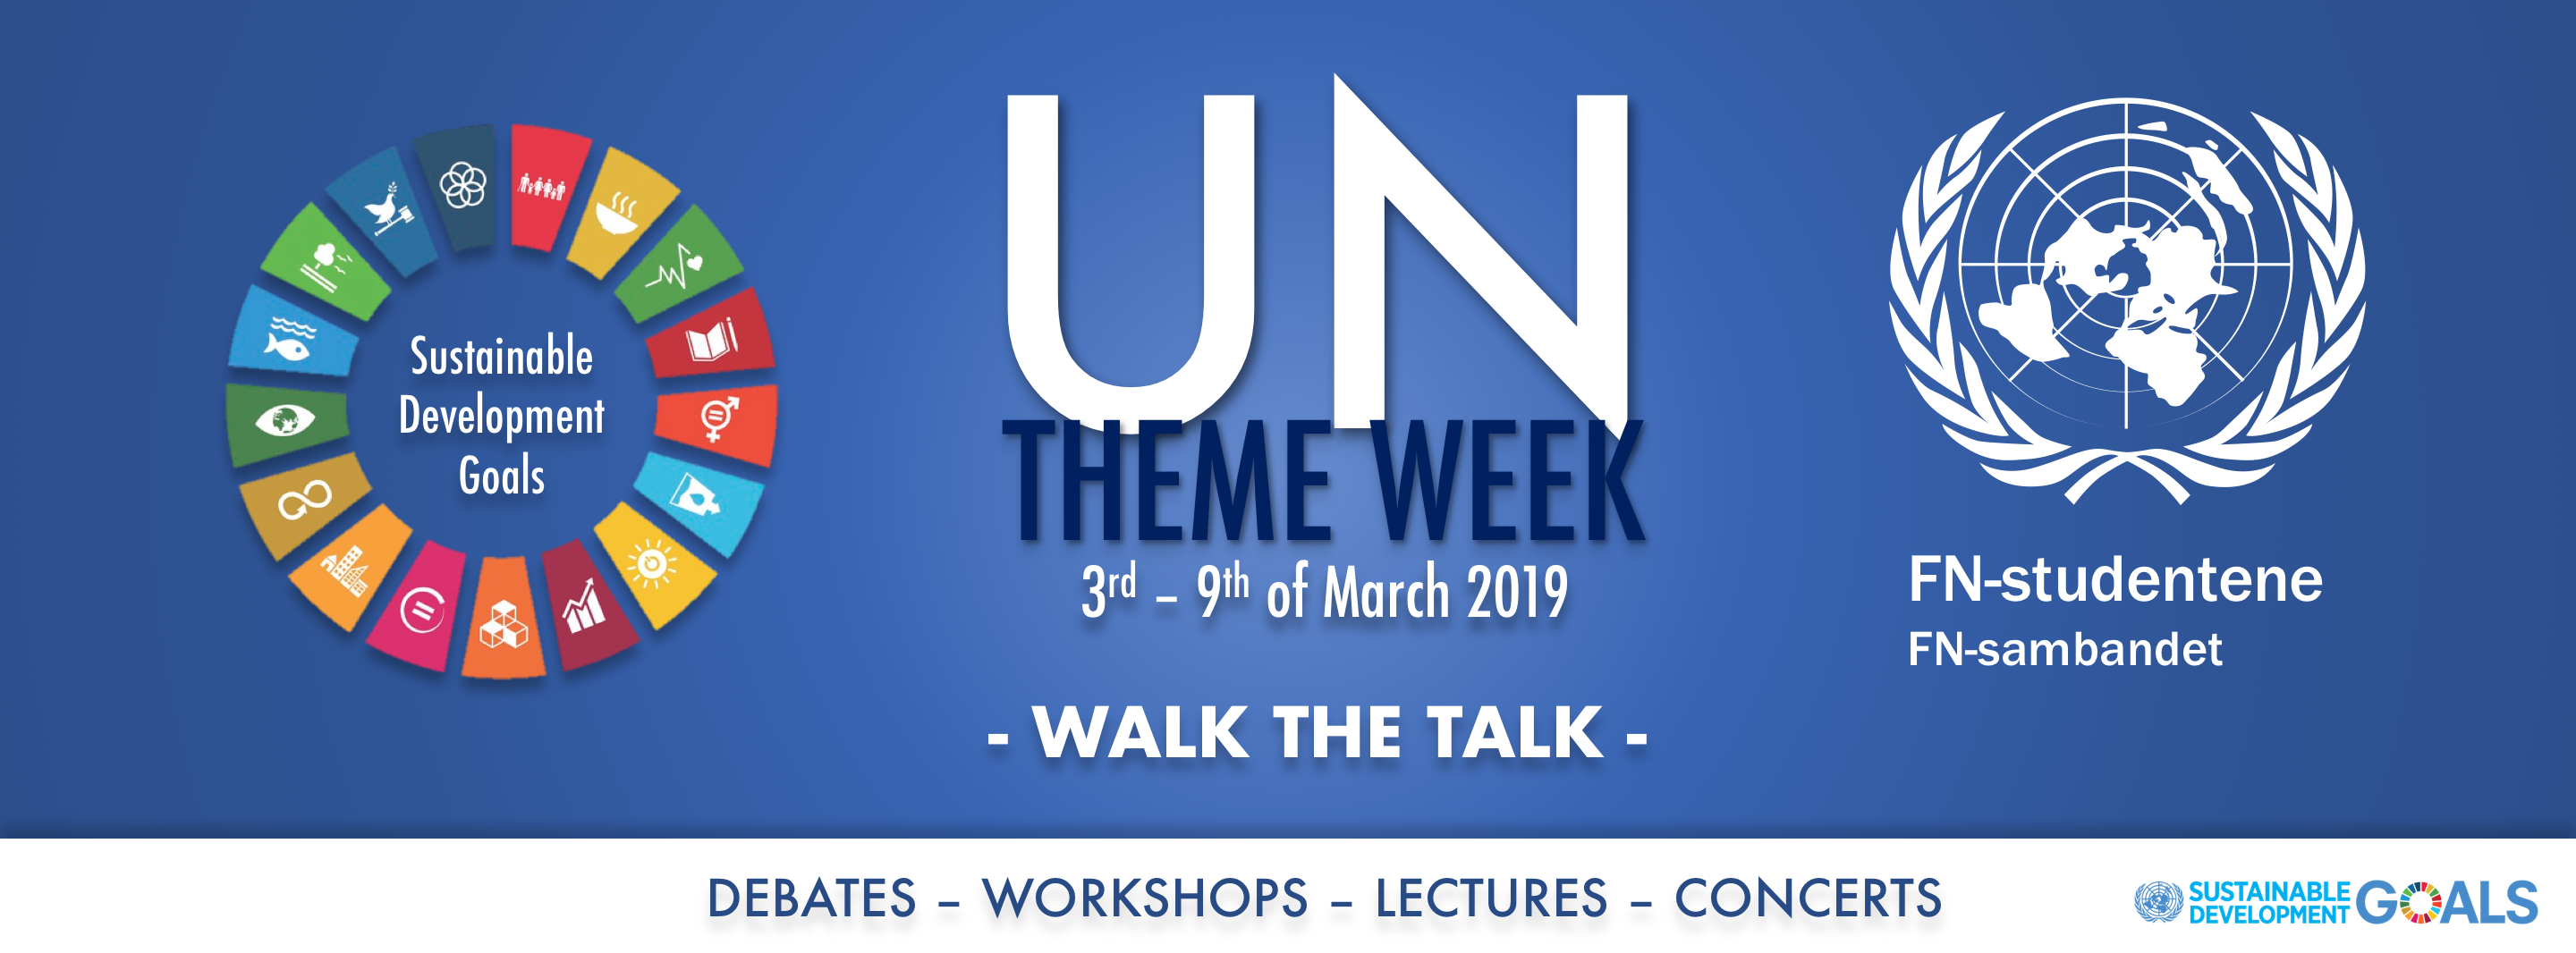 Sustainable
Development
Goals
UN
THEME WEEK
3rd – 9th of March 2019
- WALK THE TALK -
FN-studentene
FN-sambandet
DEBATES – WORKSHOPS – LECTURES – CONCERTS
SUSTAINABLE
DEVELOPMENT
GOALS